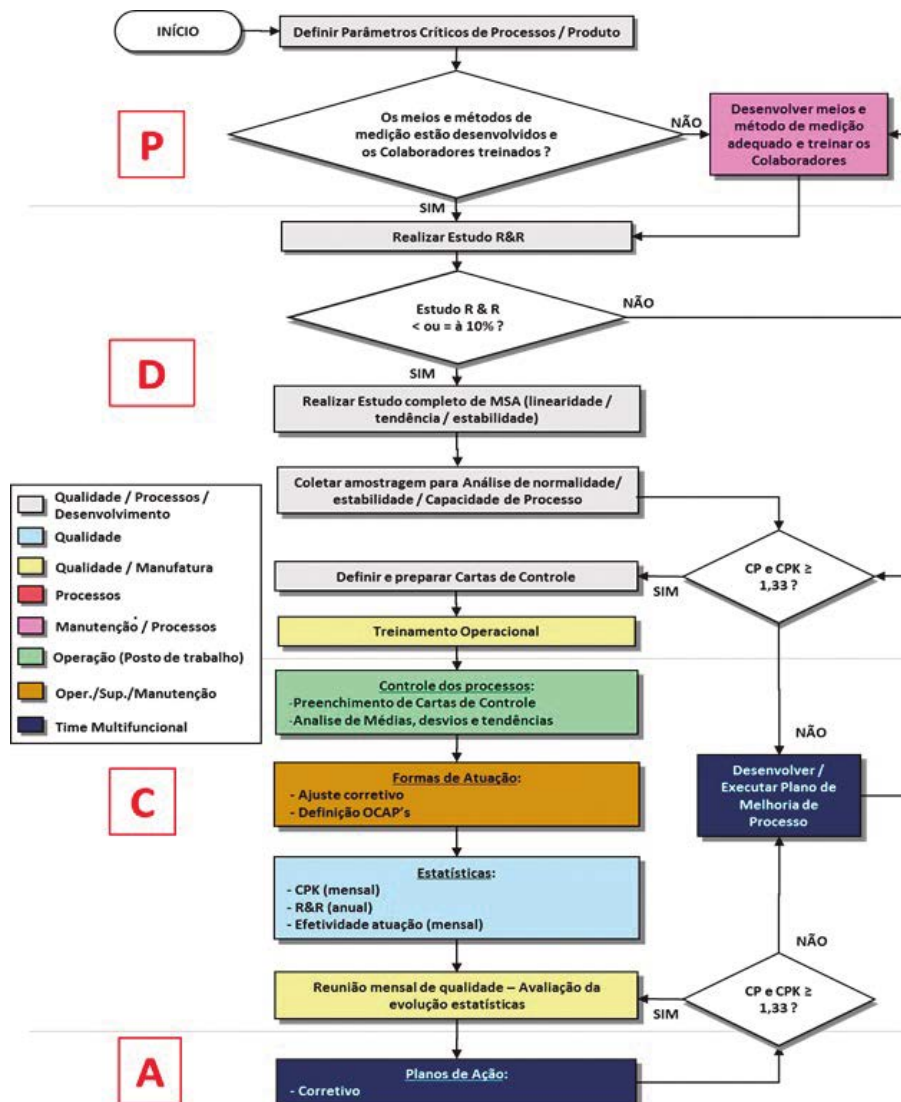 INÍCIO
Definir Parâmetros Críticos de Processos / Produto
Os meios e métodos de
medição estão desenvolvidos e
os Colaboradores treinados ?
NÃO
Desenvolver meios e
método de medição
adequado e treinar os
Colaboradores
P
SIM
Realizar Estudo R&R
Estudo R & R
< ou = à 10% ?
NÃO
D
SIM
Realizar Estudo completo de MSA (linearidade /
tendência / estabilidade)
Coletar amostragem para Análise de normalidade/
estabilidade / Capacidade de Processo
Qualidade / Processos /
Desenvolvimento
Qualidade
Qualidade / Manufatura
Processos
Manutenção / Processos
Operação (Posto de trabalho)
Oper./Sup./Manutenção
Time Multifuncional
CP e CPK ≥
1,33 ?
SIM
Definir e preparar Cartas de Controle
Treinamento Operacional
Controle dos processos:
-Preenchimento de Cartas de Controle
-Analise de Médias, desvios e tendências
NÃO
Desenvolver /
Executar Plano de
Melhoria de
Processo
C
Formas de Atuação:
- Ajuste corretivo
- Definição OCAP's
Estatísticas:
- CPK (mensal)
- R&R (anual)
- Efetividade atuação (mensal)
NÃO
Reunião mensal de qualidade – Avaliação da
evolução estatísticas
SIM
CP e CPK ≥
1,33 ?
A
Planos de Ação:
- Corretivo